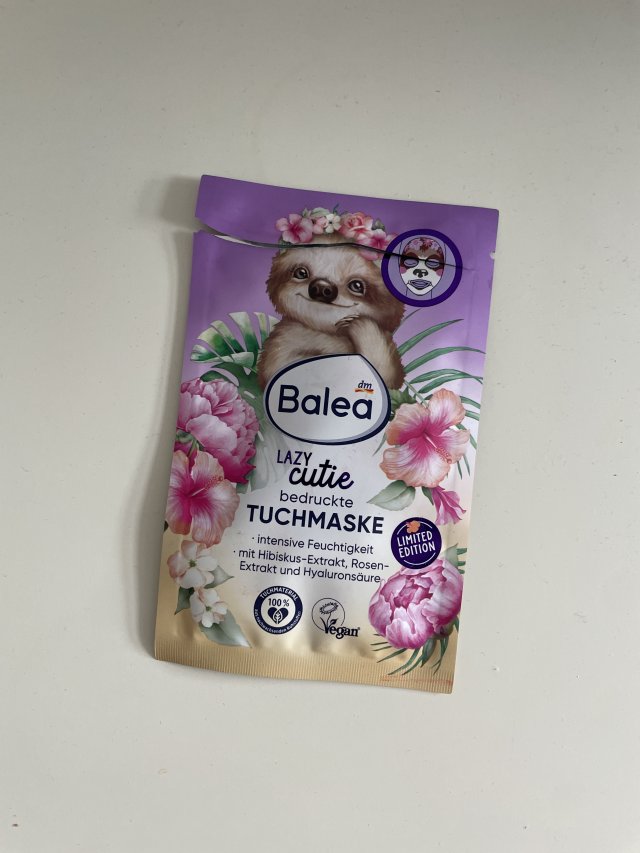 dm
Balea
LAZY
cutie
bedruckte
TUCHMASKE
· intensive Feuchtigkeit
· mit Hibiskus-Extrakt, Rosen-
Extrakt und Hyaluronsäure
LIMITED
EDITION
TUCHMATERIAL
100 %
Vegan